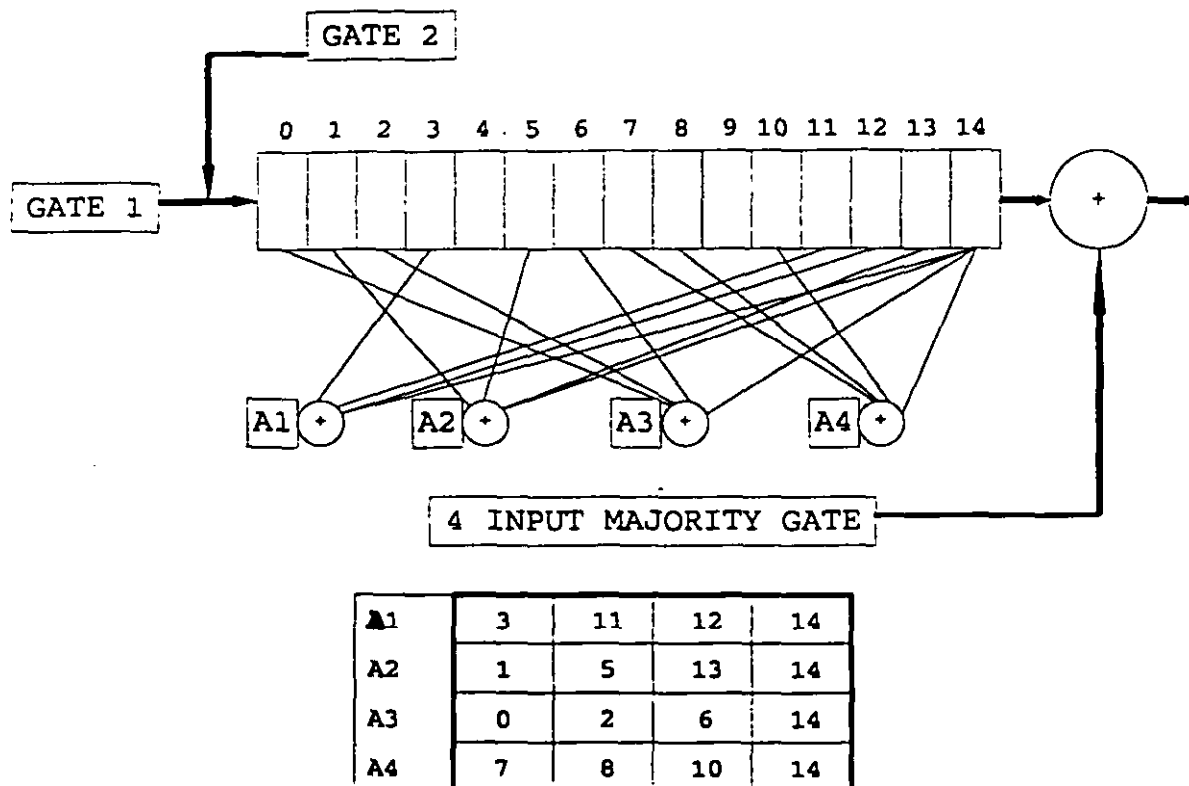 GATE 2
0 1 2 3 4 5 6 7 8 9 10 11 12 13 14
GATE 1
+
A1 + A2 + A3 + A4 +
4 INPUT MAJORITY GATE
A1 3 11 12 14
A2 1 5 13 14
A3 0 2 6 14
A4 7 8 10 14